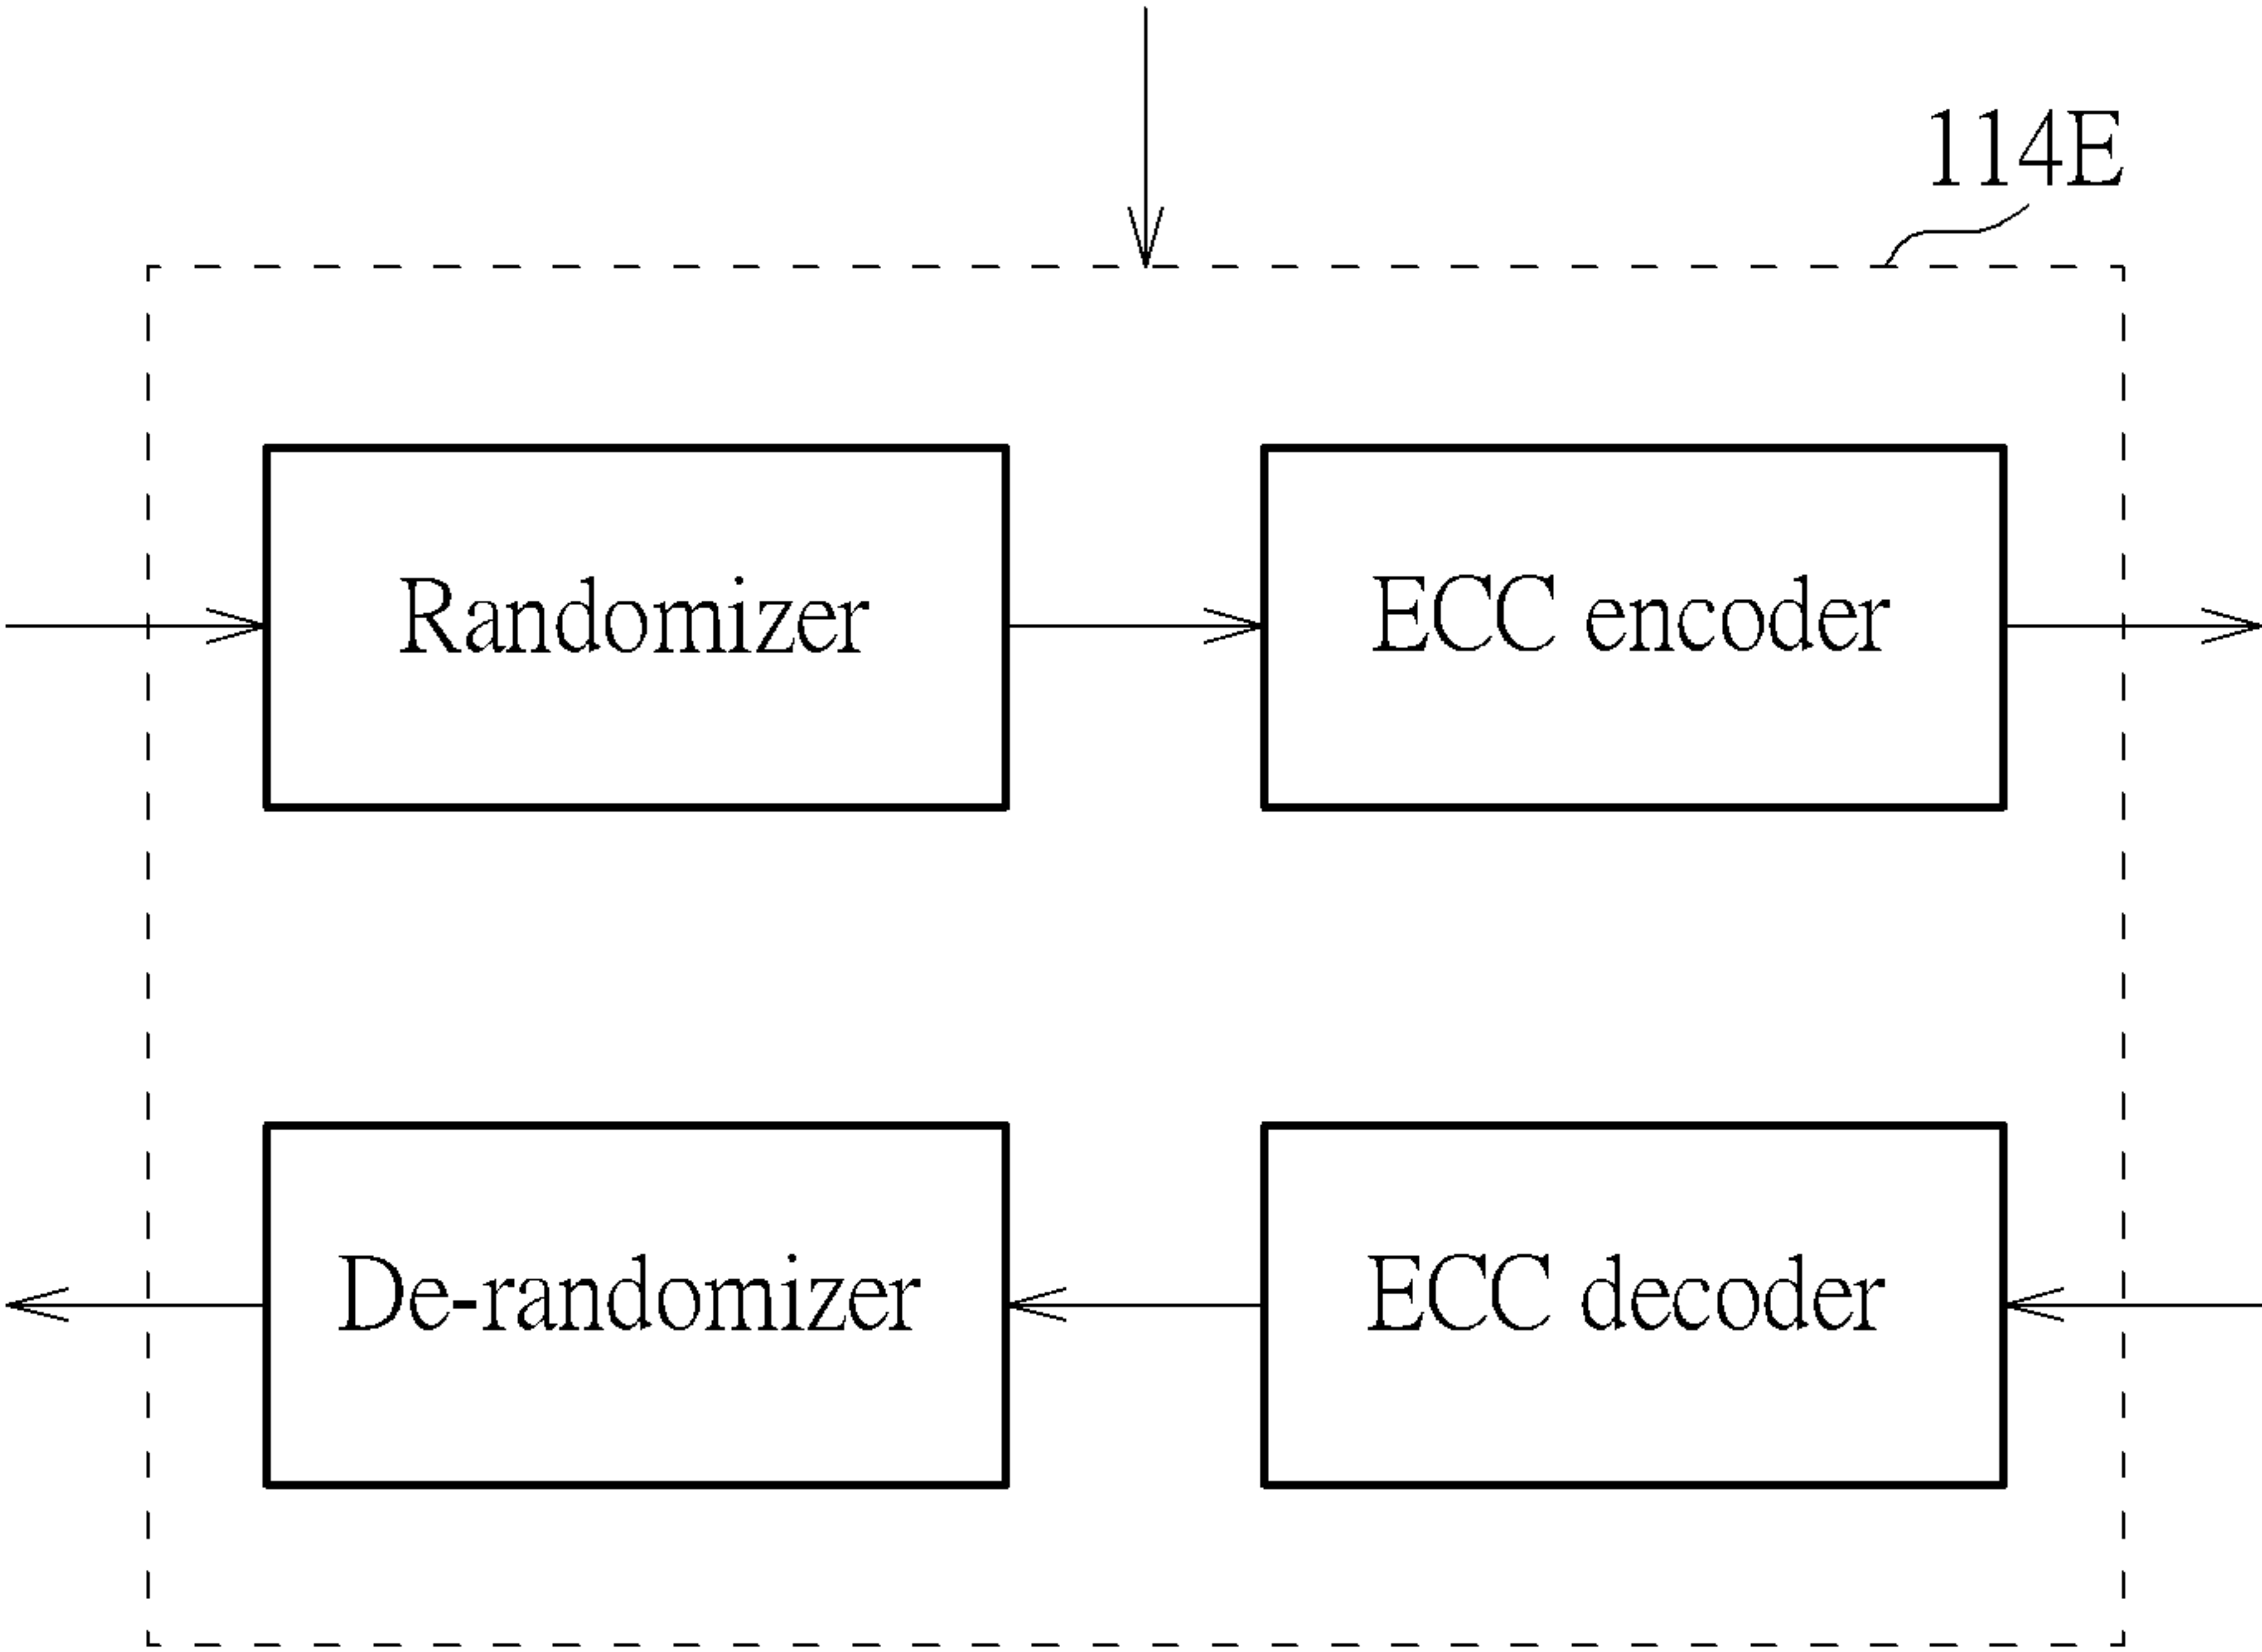 114E
Randomizer
ECC encoder
De-randomizer
ECC decoder